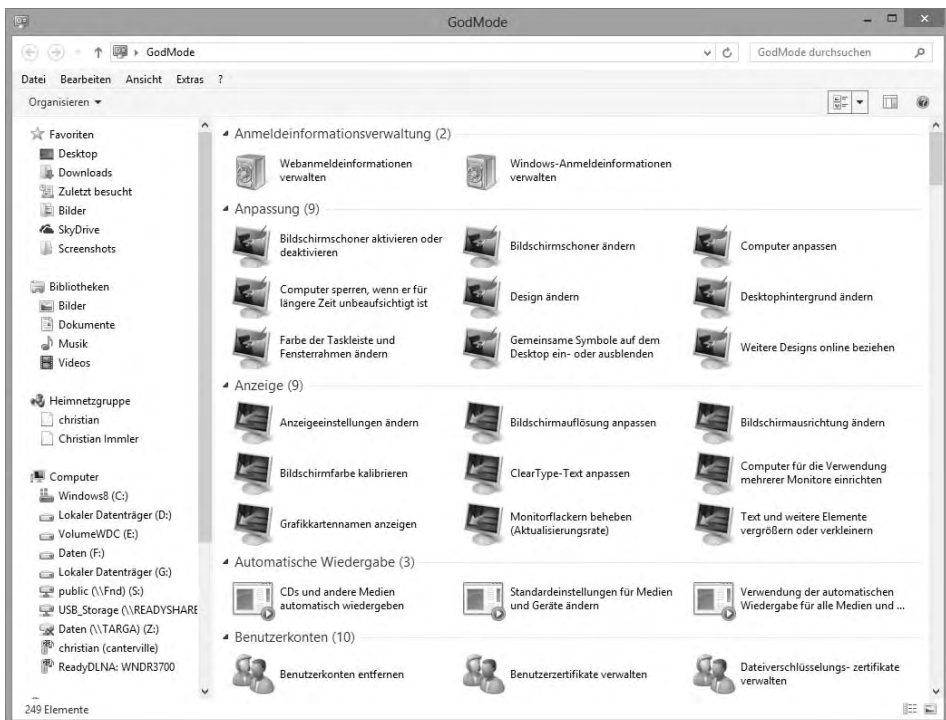 GodMode
GodMode
GodMode durchsuchen
Datei Bearbeiten Ansicht Extras ?
Organisieren
Favoriten
Desktop
Downloads
Zuletzt besucht
Bilder
SkyDrive
Screenshots
Bibliotheken
Bilder
Dokumente
Musik
Videos
Heimnetzgruppe
christian
Christian Immler
Computer
Windows8 (C:)
Lokaler Datenträger (D:)
VolumeWDC (E:)
Daten (F:)
Lokaler Datenträger (G:)
public (\\Fnd) (S:)
USB_Storage (\\READYSHARE
Daten (\\TARGA) (Z:)
christian (canterville)
ReadyDLNA: WNDR3700
Anmeldeinformationsverwaltung (2)
Webanmeldeinformationen
verwalten
Windows-Anmeldeinformationen
verwalten
Anpassung (9)
Bildschirmschoner aktivieren oder
deaktivieren
Bildschirmschoner ändern
Computer anpassen
Computer sperren, wenn er für
längere Zeit unbeaufsichtigt ist
Design ändern
Desktophintergrund ändern
Farbe der Taskleiste und
Fensterrahmen ändern
Gemeinsame Symbole auf dem
Desktop ein- oder ausblenden
Weitere Designs online beziehen
Anzeige (9)
Anzeigeeinstellungen ändern
Bildschirmauflösung anpassen
Bildschirmausrichtung ändern
Bildschirmfarbe kalibrieren
ClearType-Text anpassen
Computer für die Verwendung
mehrerer Monitore einrichten
Grafikkartennamen anzeigen
Monitorflackern beheben
(Aktualisierungsrate)
Text und weitere Elemente
vergrößern oder verkleinern
Automatische Wiedergabe (3)
CDs und andere Medien
automatisch wiedergeben
Standardeinstellungen für Medien
und Geräte ändern
Verwendung der automatischen
Wiedergabe für alle Medien und ...
Benutzerkonten (10)
Benutzerkonten entfernen
Benutzerzertifikate verwalten
Dateiverschlüsselungs- zertifikate
verwalten
249 Elemente